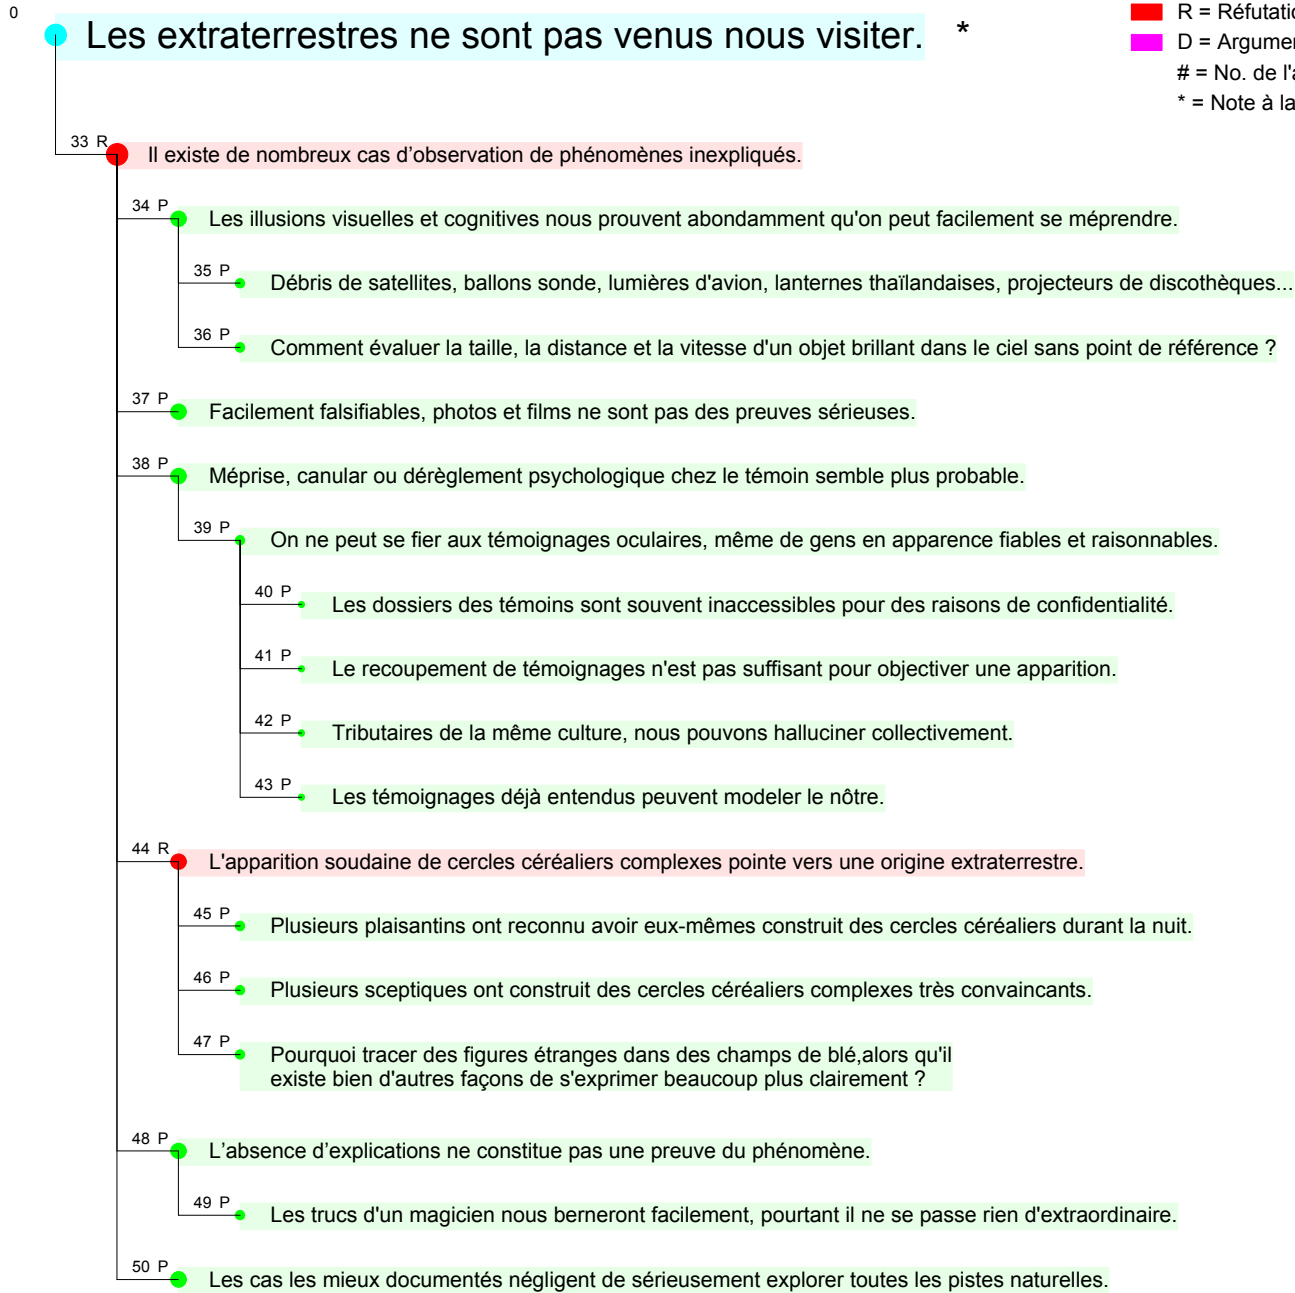 0
Les extraterrestres ne sont pas venus nous visiter. *
R = Réfutatio
D = Argumen
# = No. de l'a
* = Note à la
33 R
Il existe de nombreux cas d’observation de phénomènes inexpliqués.
34 P
Les illusions visuelles et cognitives nous prouvent abondamment qu'on peut facilement se méprendre.
35 P
Débris de satellites, ballons sonde, lumières d'avion, lanternes thaïlandaises, projecteurs de discothèques...
36 P
Comment évaluer la taille, la distance et la vitesse d'un objet brillant dans le ciel sans point de référence ?
37 P
Facilement falsifiables, photos et films ne sont pas des preuves sérieuses.
38 P
Méprise, canular ou dérèglement psychologique chez le témoin semble plus probable.
39 P
On ne peut se fier aux témoignages oculaires, même de gens en apparence fiables et raisonnables.
40 P
Les dossiers des témoins sont souvent inaccessibles pour des raisons de confidentialité.
41 P
Le recoupement de témoignages n'est pas suffisant pour objectiver une apparition.
42 P
Tributaires de la même culture, nous pouvons halluciner collectivement.
43 P
Les témoignages déjà entendus peuvent modeler le nôtre.
44 R
L'apparition soudaine de cercles céréaliers complexes pointe vers une origine extraterrestre.
45 P
Plusieurs plaisantins ont reconnu avoir eux-mêmes construit des cercles céréaliers durant la nuit.
46 P
Plusieurs sceptiques ont construit des cercles céréaliers complexes très convaincants.
47 P
Pourquoi tracer des figures étranges dans des champs de blé,alors qu'il
existe bien d'autres façons de s'exprimer beaucoup plus clairement ?
48 P
L’absence d’explications ne constitue pas une preuve du phénomène.
49 P
Les trucs d'un magicien nous berneront facilement, pourtant il ne se passe rien d'extraordinaire.
50 P
Les cas les mieux documentés négligent de sérieusement explorer toutes les pistes naturelles.